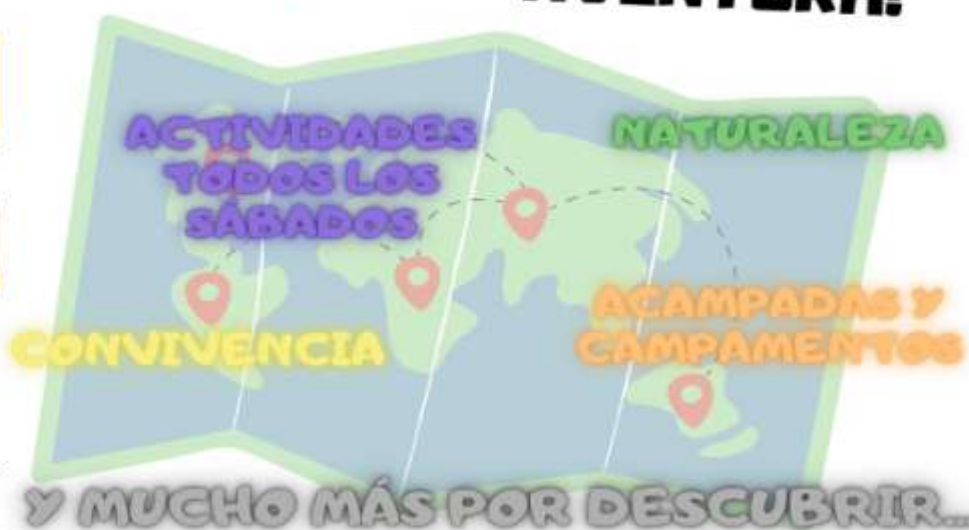 ACTIVIDADES
TODOS LOS
SÁBADOS
NATURALEZA
CONVIVENCIA
ACAMPADAS Y
CAMPAMENTOS
Y MUCHO MÁS POR DESCUBRIR...